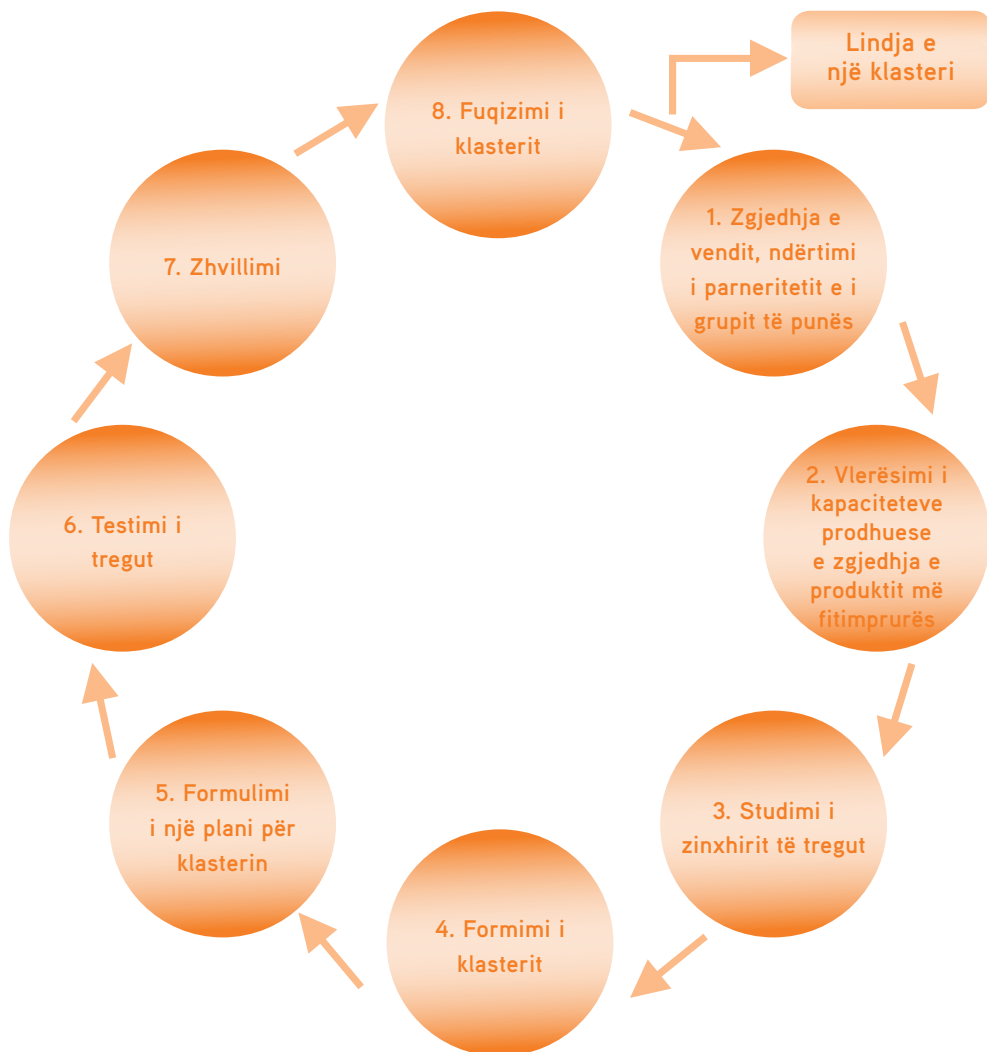 Lindja e
një klasteri
8. Fuqizimi i
klasterit
1. Zgjedhja e
vendit, ndërtimi
i parneritetit e i
grupit të punës
2. Vlerësimi i
kapaciteteve
prodhuese
e zgjedhja e
produktit më
fitimprurës
3. Studimi i
zinxhirit të tregut
4. Formimi i
klasterit
5. Formulimi
i një plani për
klasterin
6. Testimi i
tregut
7. Zhvillimi